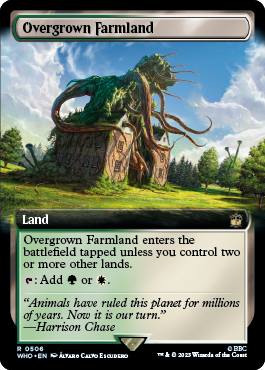 Overgrown Farmland
Land
Overgrown Farmland enters the
battlefield tapped unless you control two
or more other lands.
: Add or .
“Animals have ruled this planet for millions
of years. Now it is our turn.”
—Harrison Chase
R 0506
WHO • EN Álvaro Calvo Escudero
© BBC
™ & © 2023 Wizards of the Coast